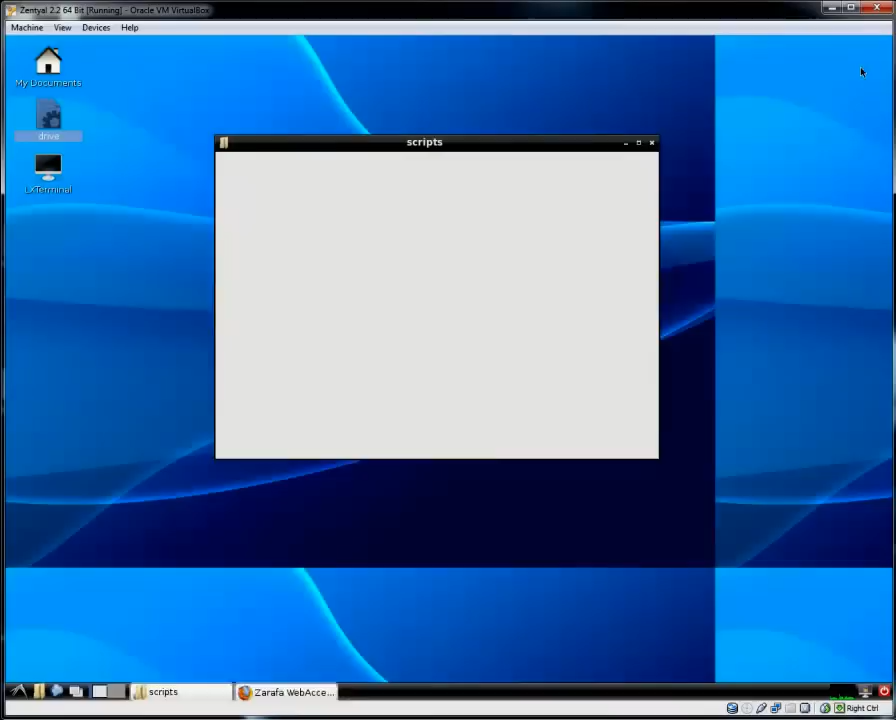 Zentyal 2.2 64 Bit [Running] - Oracle VM VirtualBox
Machine View Devices Help
My Documents
drive
LXTerminal
scripts
scripts
Zarafa WebAcce...
Right Ctrl